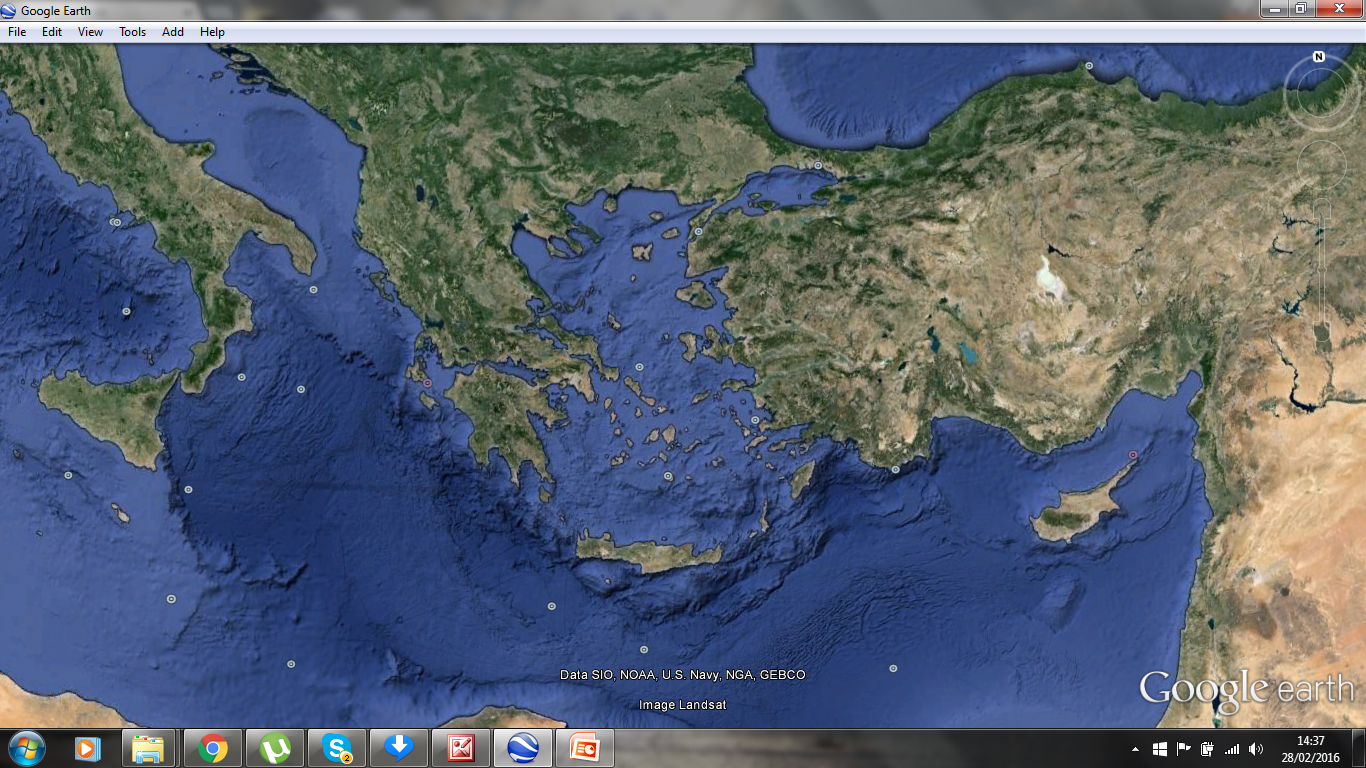 Google Earth
File Edit View Tools Add Help
N
Data SIO, NOAA, U.S. Navy, NGA, GEBCO
Image Landsat
Google earth
2
14:37
28/02/2016